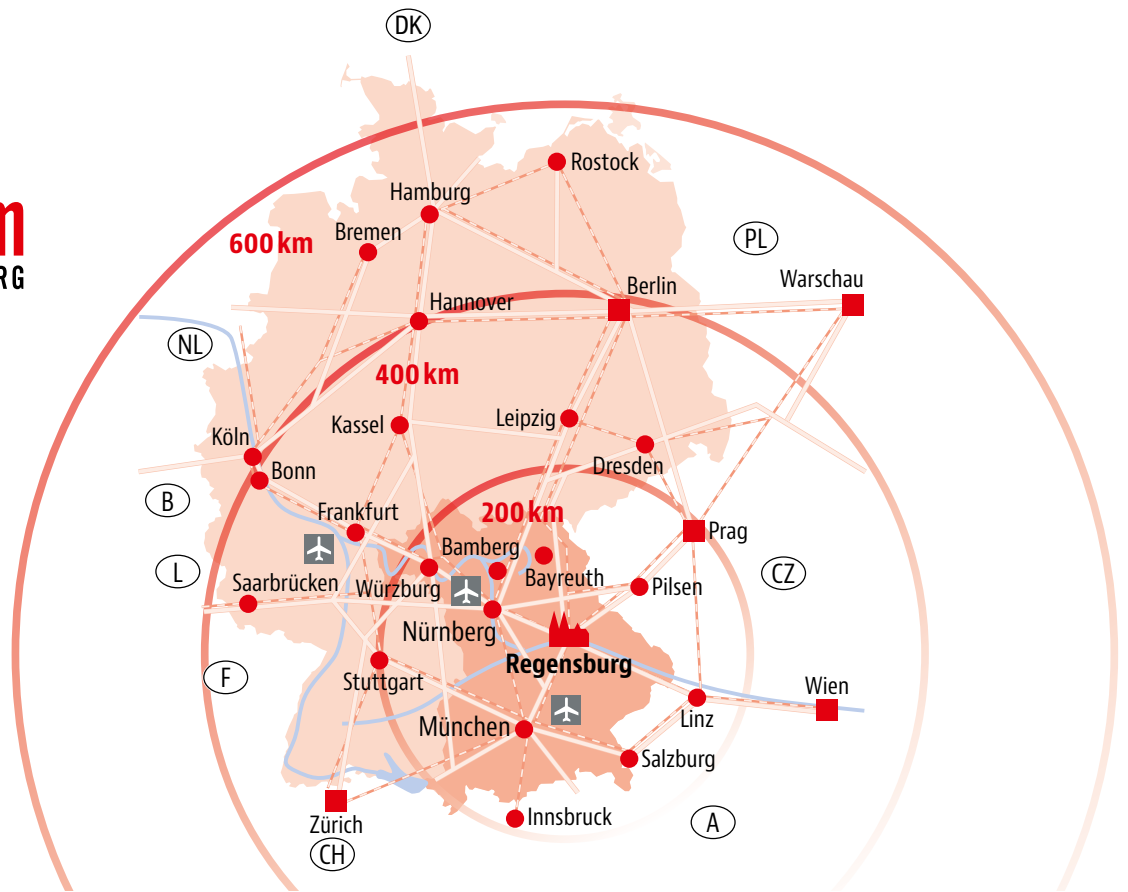 DK
Rostock
Hamburg
Bremen
600 km
PL
Warschau
Berlin
Hannover
NL
400 km
Kassel
Leipzig
Köln
Dresden
Bonn
B
Frankfurt
200 km
Prag
Bamberg
L
Saarbrücken
Würzburg
Bayreuth
Pilsen
CZ
Nürnberg
Regensburg
F
Stuttgart
Wien
Linz
München
Salzburg
Innsbruck
A
Zürich
CH